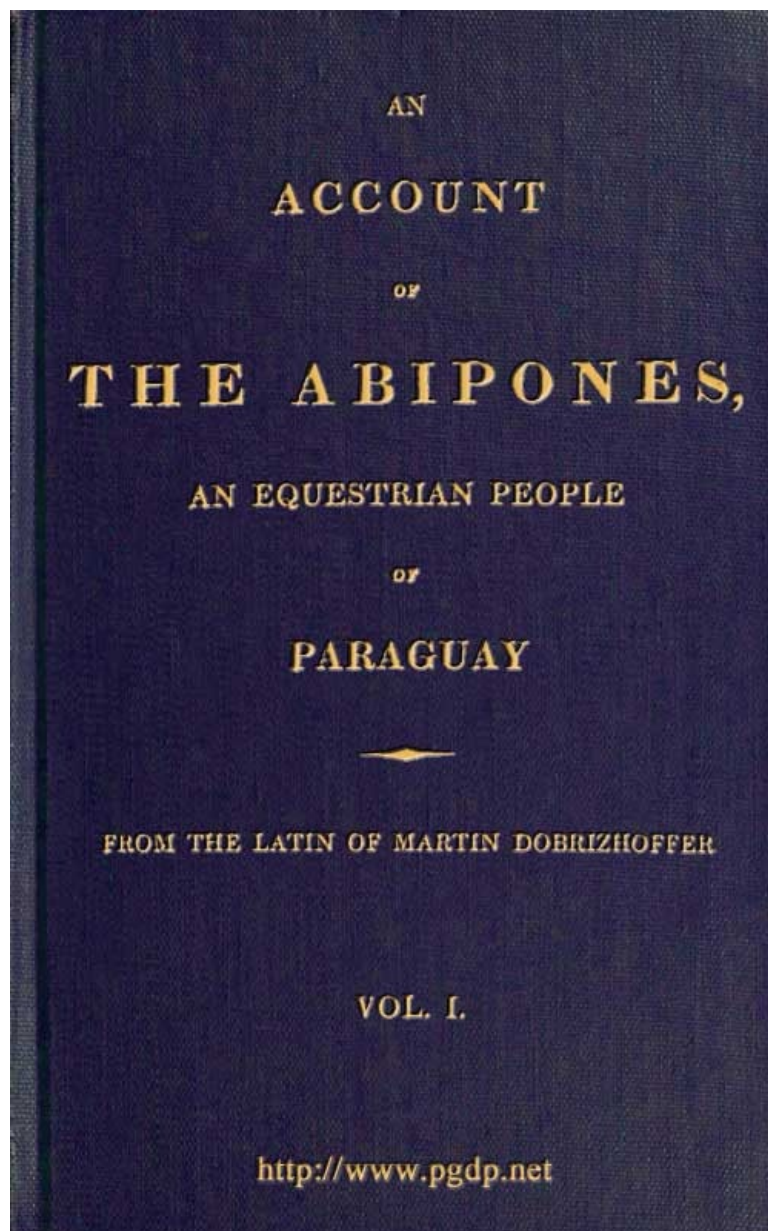 AN
ACCOUNT
OF
THE ABIPONES,
AN EQUESTRIAN PEOPLE
OF
PARAGUAY
FROM THE LATIN OF MARTIN DOBRIZHOFFER
VOL. I.
http://www.pgdp.net